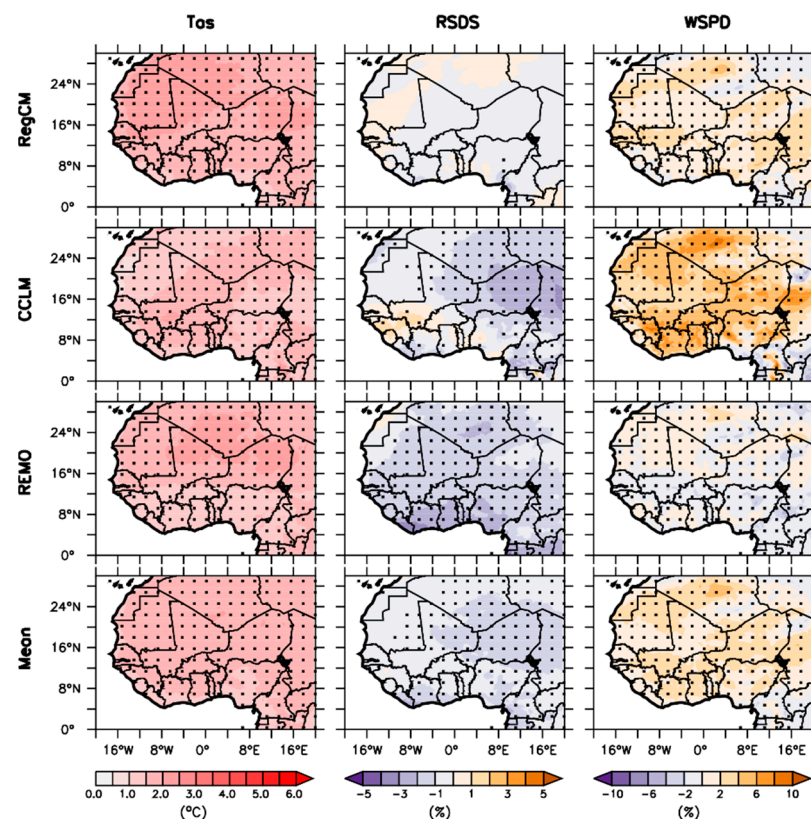 Tas RSDS WSPD
RegCM
24°N
16°N
8°N
0°
CCLM
24°N
16°N
8°N
0°
REMO
24°N
16°N
8°N
0°
Mean
24°N
16°N
8°N
0°
16°W 8°W 0° 8°E 16°E 16°W 8°W 0° 8°E 16°E 16°W 8°W 0° 8°E 16°E
0.0 1.0 2.0 3.0 4.0 5.0 6.0 -5 -3 -1 1 3 5 -10 -6 -2 2 6 10
(°C) (%) (%)